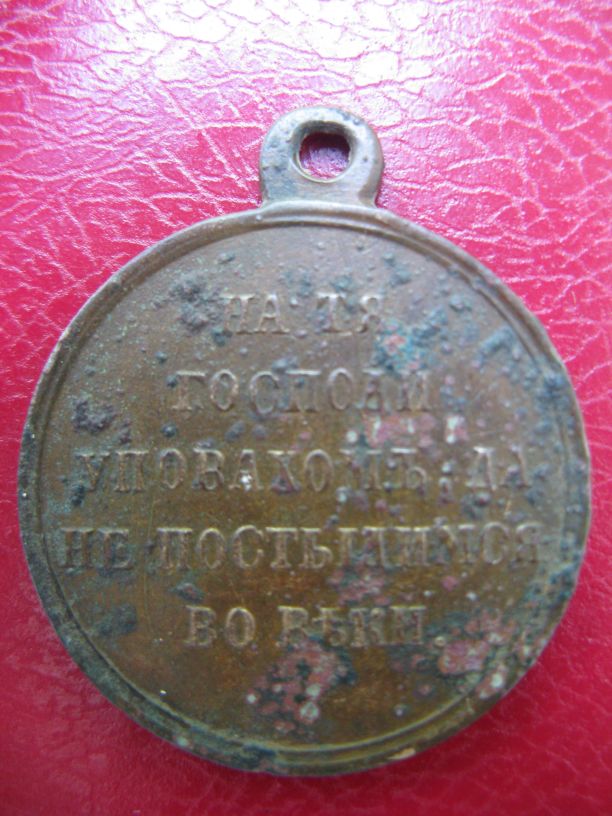 НА ТЯ
ГОСПОДИ
УПОВАХОМЪ, ДА
НЕ ПОСТЫДИМСЯ
ВО ВѢКИ.